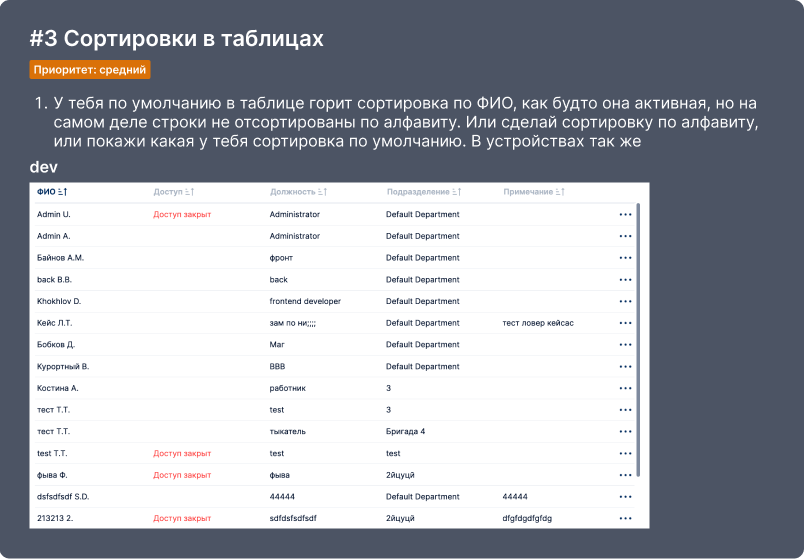 #3 Сортировки в таблицах
Приоритет: средний
1. У тебя по умолчанию в таблице горит сортировка по ФИО, как будто она активная, но на
самом деле строки не отсортированы по алфавиту. Или сделай сортировку по алфавиту,
или покажи какая у тебя сортировка по умолчанию. В устройствах так же
dev
ФИО Доступ Должность Подразделение Примечание
Admin U. Доступ закрыт Administrator Default Department
Admin A. Administrator Default Department
Байнов А.М. фронт Default Department
back B.B. back Default Department
Khokhlov D. frontend developer Default Department
Кейс Л.Т. зам по ни;;;; Default Department тест ловер кейсас
Бобков Д. Маг Default Department
Курортный В. ВВВ Default Department
Костина А. работник 3
тест Т.Т. test 3
тест Т.Т. тыкатель Бригада 4
test T.T. Доступ закрыт test test
фыва Ф. Доступ закрыт фыва 2йцуцй
dsfsdfsdf S.D. 44444 Default Department 44444
213213 2. Доступ закрыт sdfdsfsdfsdf 2йцуцй dfgfdgdfgfdg